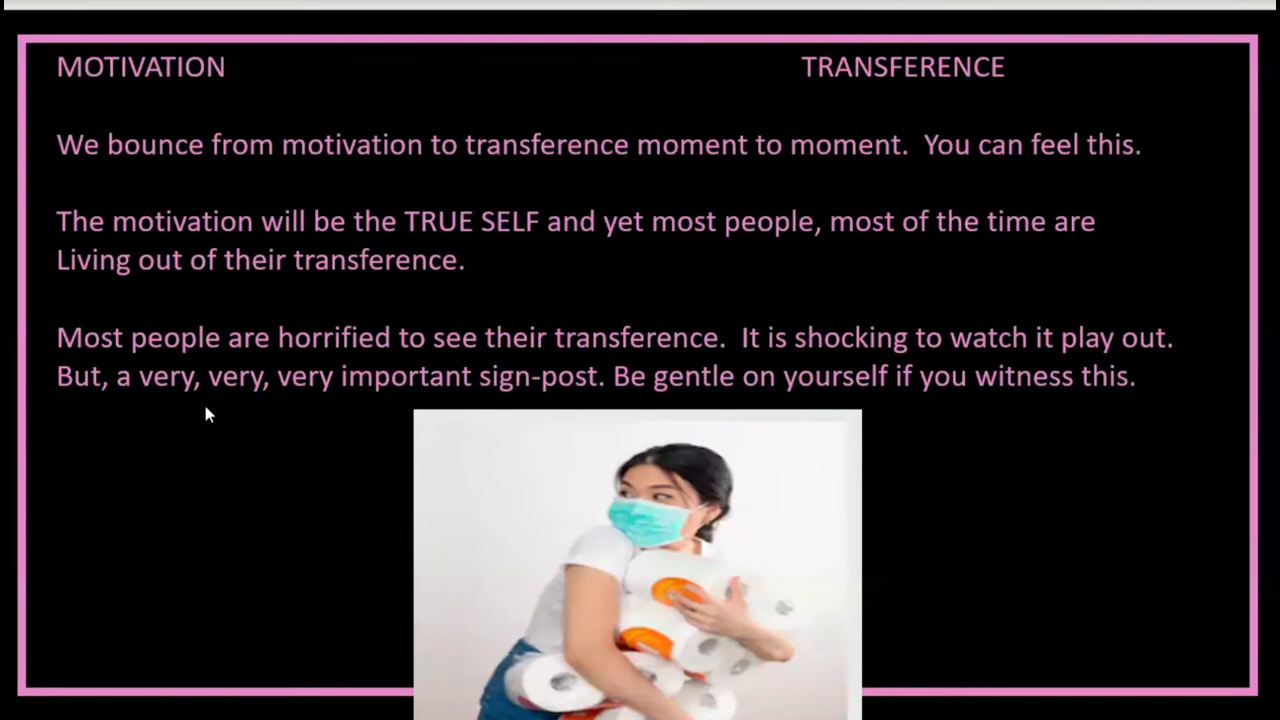 MOTIVATION TRANSFERENCE
We bounce from motivation to transference moment to moment. You can feel this.
The motivation will be the TRUE SELF and yet most people, most of the time are
Living out of their transference.
Most people are horrified to see their transference. It is shocking to watch it play out.
But, a very, very, very important sign-post. Be gentle on yourself if you witness this.